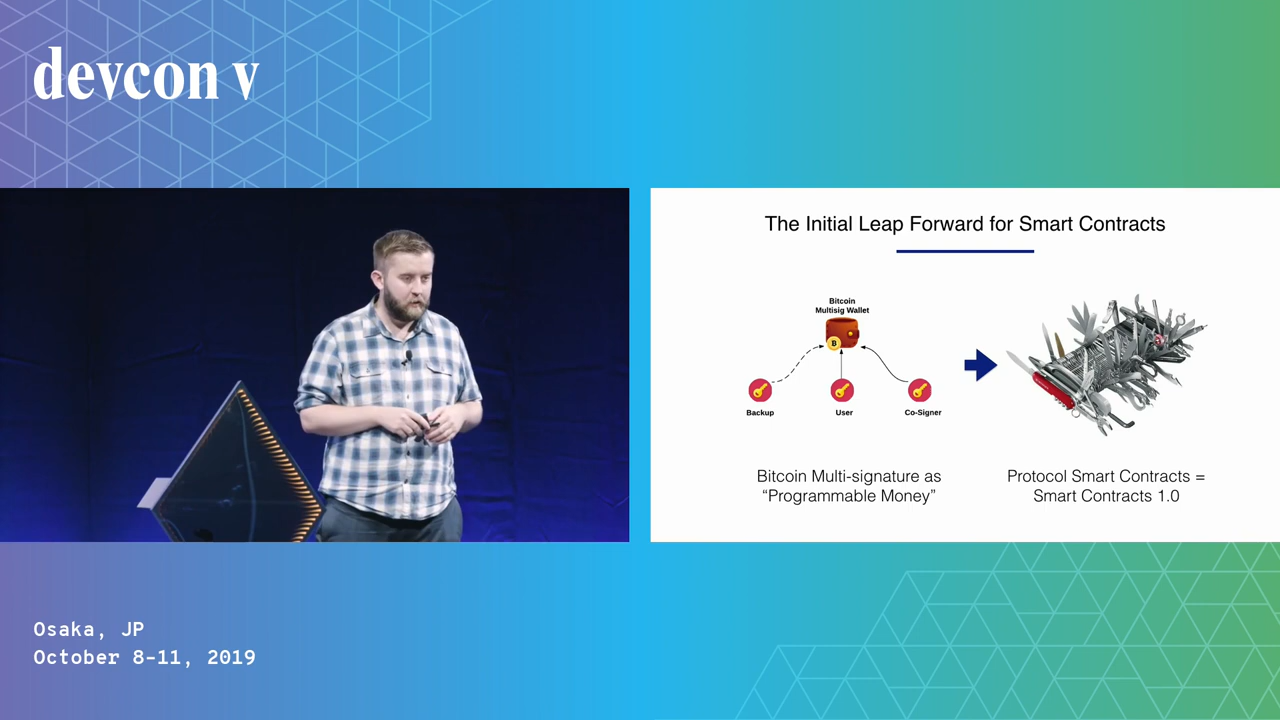 devcon v
The Initial Leap Forward for Smart Contracts
Bitcoin
Multisig Wallet
B
Backup
User
Co-Signer
Bitcoin Multi-signature as
“Programmable Money”
Protocol Smart Contracts =
Smart Contracts 1.0
Osaka, JP
October 8-11, 2019